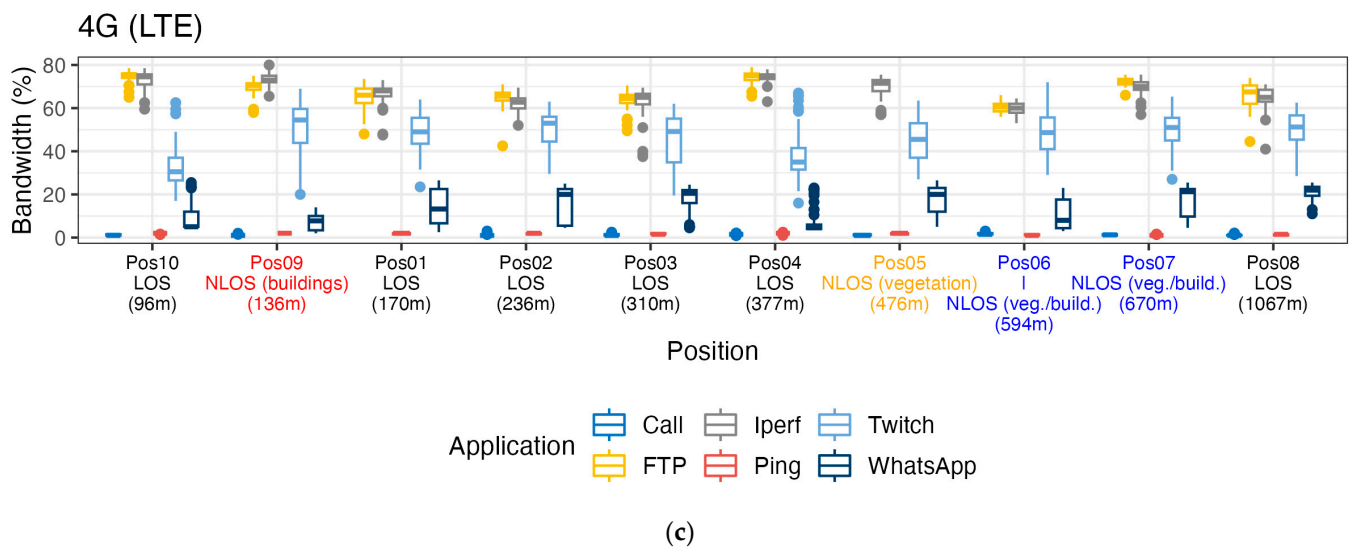 4G (LTE)
Bandwidth (%)
80
60
40
20
0
Pos10
LOS
(96m)
Pos09
NLOS (buildings)
(136m)
Pos01
LOS
(170m)
Pos02
LOS
(236m)
Pos03
LOS
(310m)
Pos04
LOS
(377m)
Pos05
NLOS (vegetation)
(476m)
Pos06
|
NLOS (veg./build.)
(594m)
Pos07
NLOS (veg./build.)
(670m)
Pos08
LOS
(1067m)
Position
Application
Call
Iperf
Twitch
FTP
Ping
WhatsApp
(c)